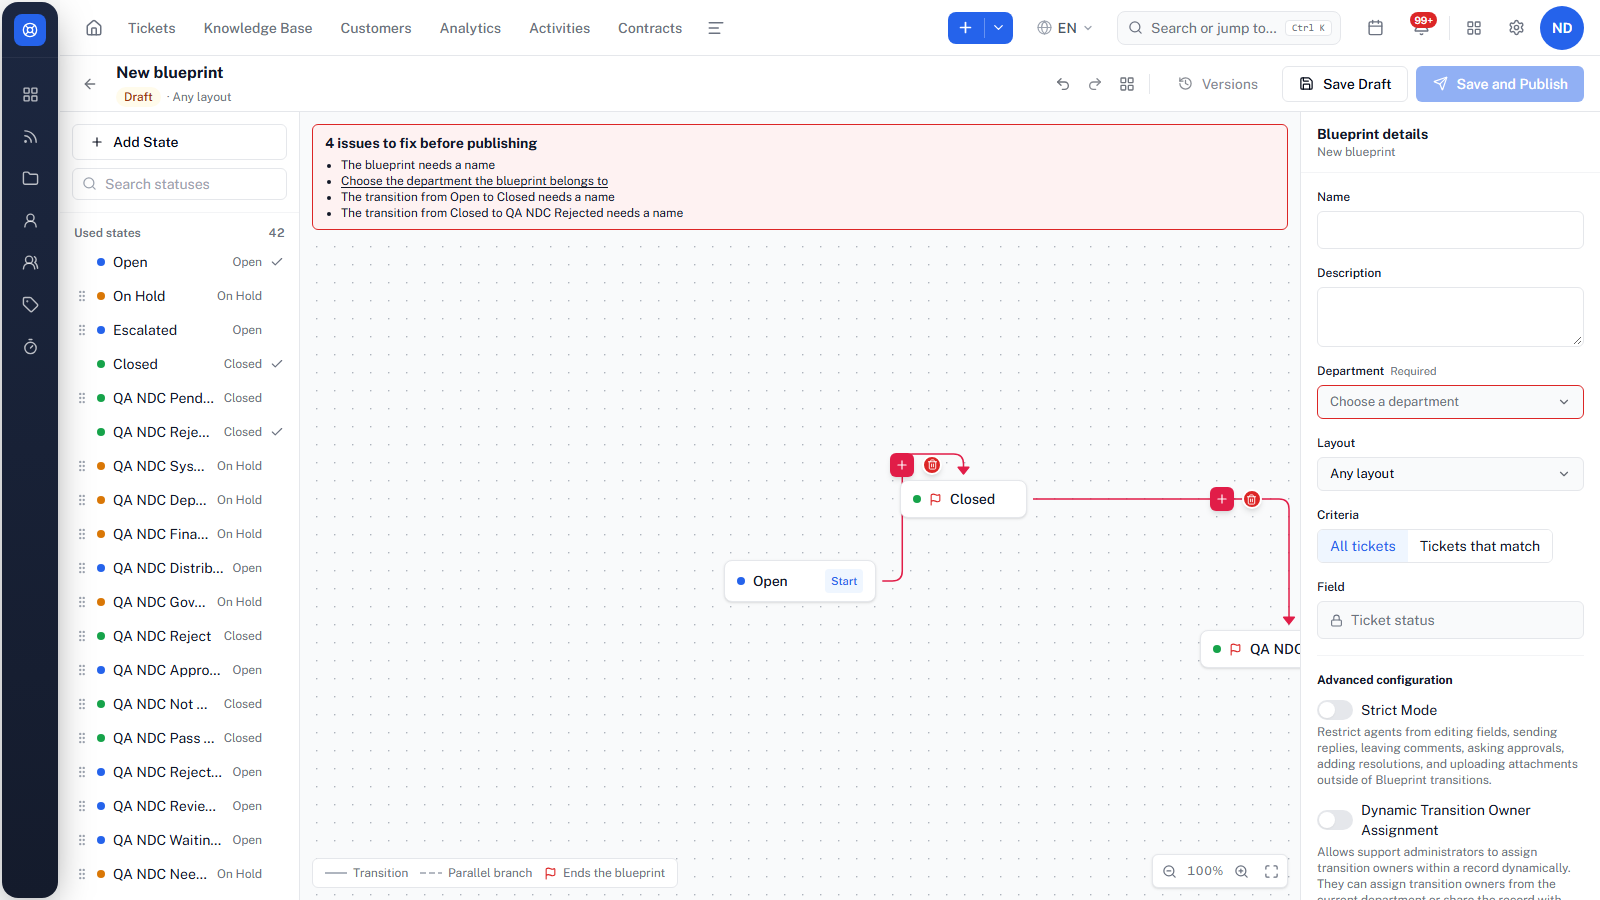 Tickets
Knowledge Base
Customers
Analytics
Activities
Contracts
EN
Search or jump to...
Ctrl K
99+
ND
New blueprint
Draft
· Any layout
Versions
Save Draft
Save and Publish
Add State
Search statuses
Used states 42
Open Open
On Hold On Hold
Escalated Open
Closed Closed
QA NDC Pend... Closed
QA NDC Reje... Closed
QA NDC Sys... On Hold
QA NDC Dep... On Hold
QA NDC Fina... On Hold
QA NDC Distrib... Open
QA NDC Gov... On Hold
QA NDC Reject Closed
QA NDC Appro... Open
QA NDC Not ... Closed
QA NDC Pass ... Closed
QA NDC Reject... Open
QA NDC Revie... Open
QA NDC Waitin... Open
QA NDC Nee... On Hold
4 issues to fix before publishing
The blueprint needs a name
Choose the department the blueprint belongs to
The transition from Open to Closed needs a name
The transition from Closed to QA NDC Rejected needs a name
Closed
Open Start
QA NDC
Transition
Parallel branch
Ends the blueprint
100%
Blueprint details
New blueprint
Name
Description
Department Required
Choose a department
Layout
Any layout
Criteria
All tickets
Tickets that match
Field
Ticket status
Advanced configuration
Strict Mode
Restrict agents from editing fields, sending
replies, leaving comments, asking approvals,
adding resolutions, and uploading attachments
outside of Blueprint transitions.
Dynamic Transition Owner
Assignment
Allows support administrators to assign
transition owners within a record dynamically.
They can assign transition owners from the
current department or share the record with